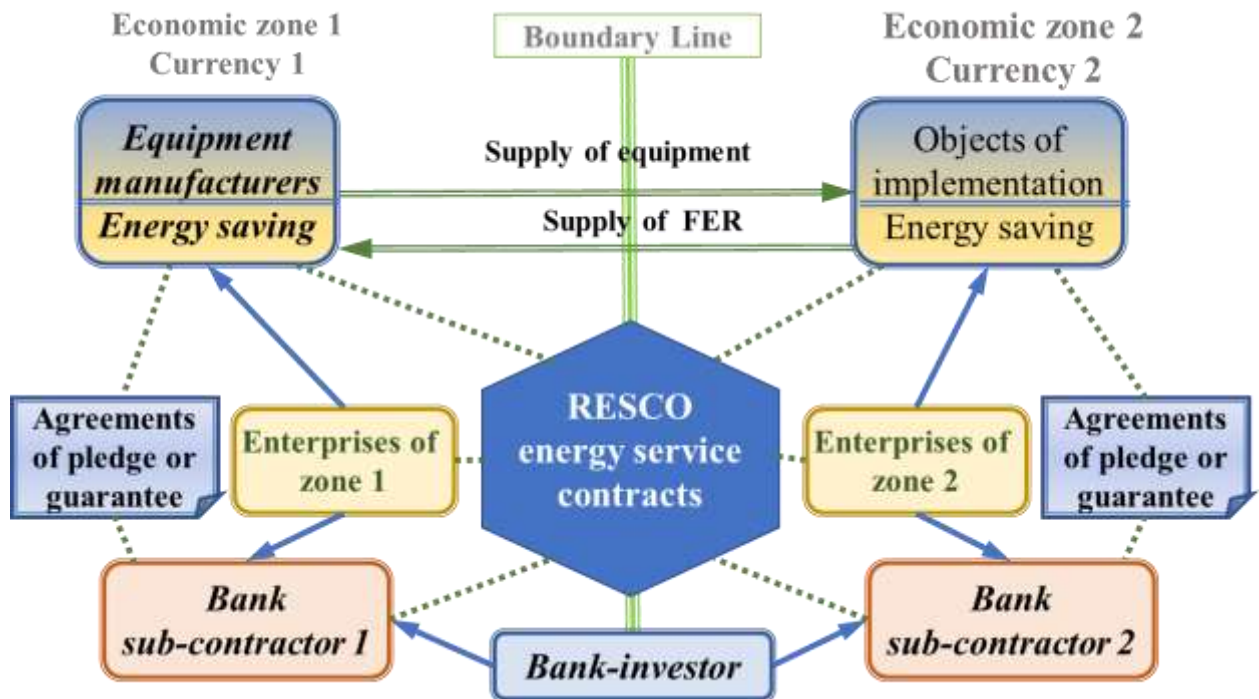 Economic zone 1
Currency 1
Boundary Line
Economic zone 2
Currency 2
Equipment
manufacturers
Energy saving
Supply of equipment
Supply of FER
Objects of
implementation
Energy saving
Agreements
of pledge or
guarantee
Enterprises of
zone 1
RESCO
energy service
contracts
Enterprises of
zone 2
Agreements
of pledge or
guarantee
Bank
sub-contractor 1
Bank-investor
Bank
sub-contractor 2